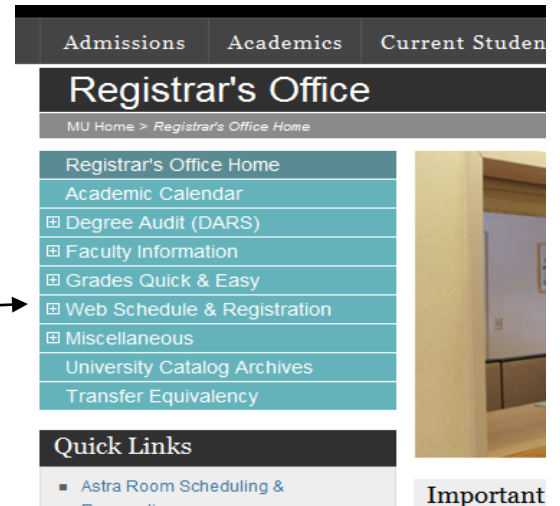 Admissions Academics Current Studen
Registrar's Office
MU Home > Registrar's Office Home
Registrar's Office Home
Academic Calendar
Degree Audit (DARS)
Faculty Information
Grades Quick & Easy
Web Schedule & Registration
Miscellaneous
University Catalog Archives
Transfer Equivalency
Quick Links
Astra Room Scheduling &
Important